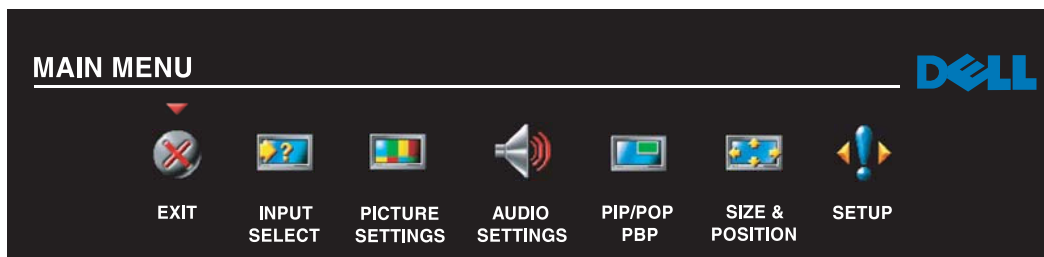 MAIN MENU
DELL
EXIT
INPUT
SELECT
?
PICTURE
SETTINGS
AUDIO
SETTINGS
PIP/POP
PBP
SIZE &
POSITION
SETUP